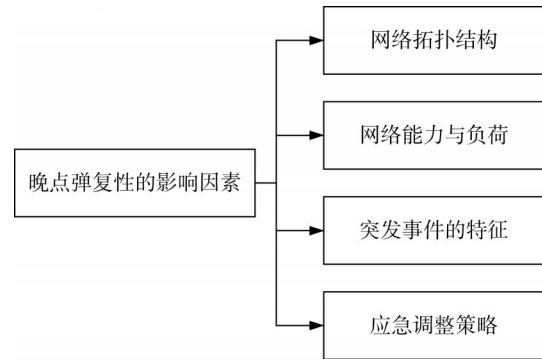 网络拓扑结构
网络能力与负荷
晚点弹复性的影响因素
突发事件的特征
应急调整策略